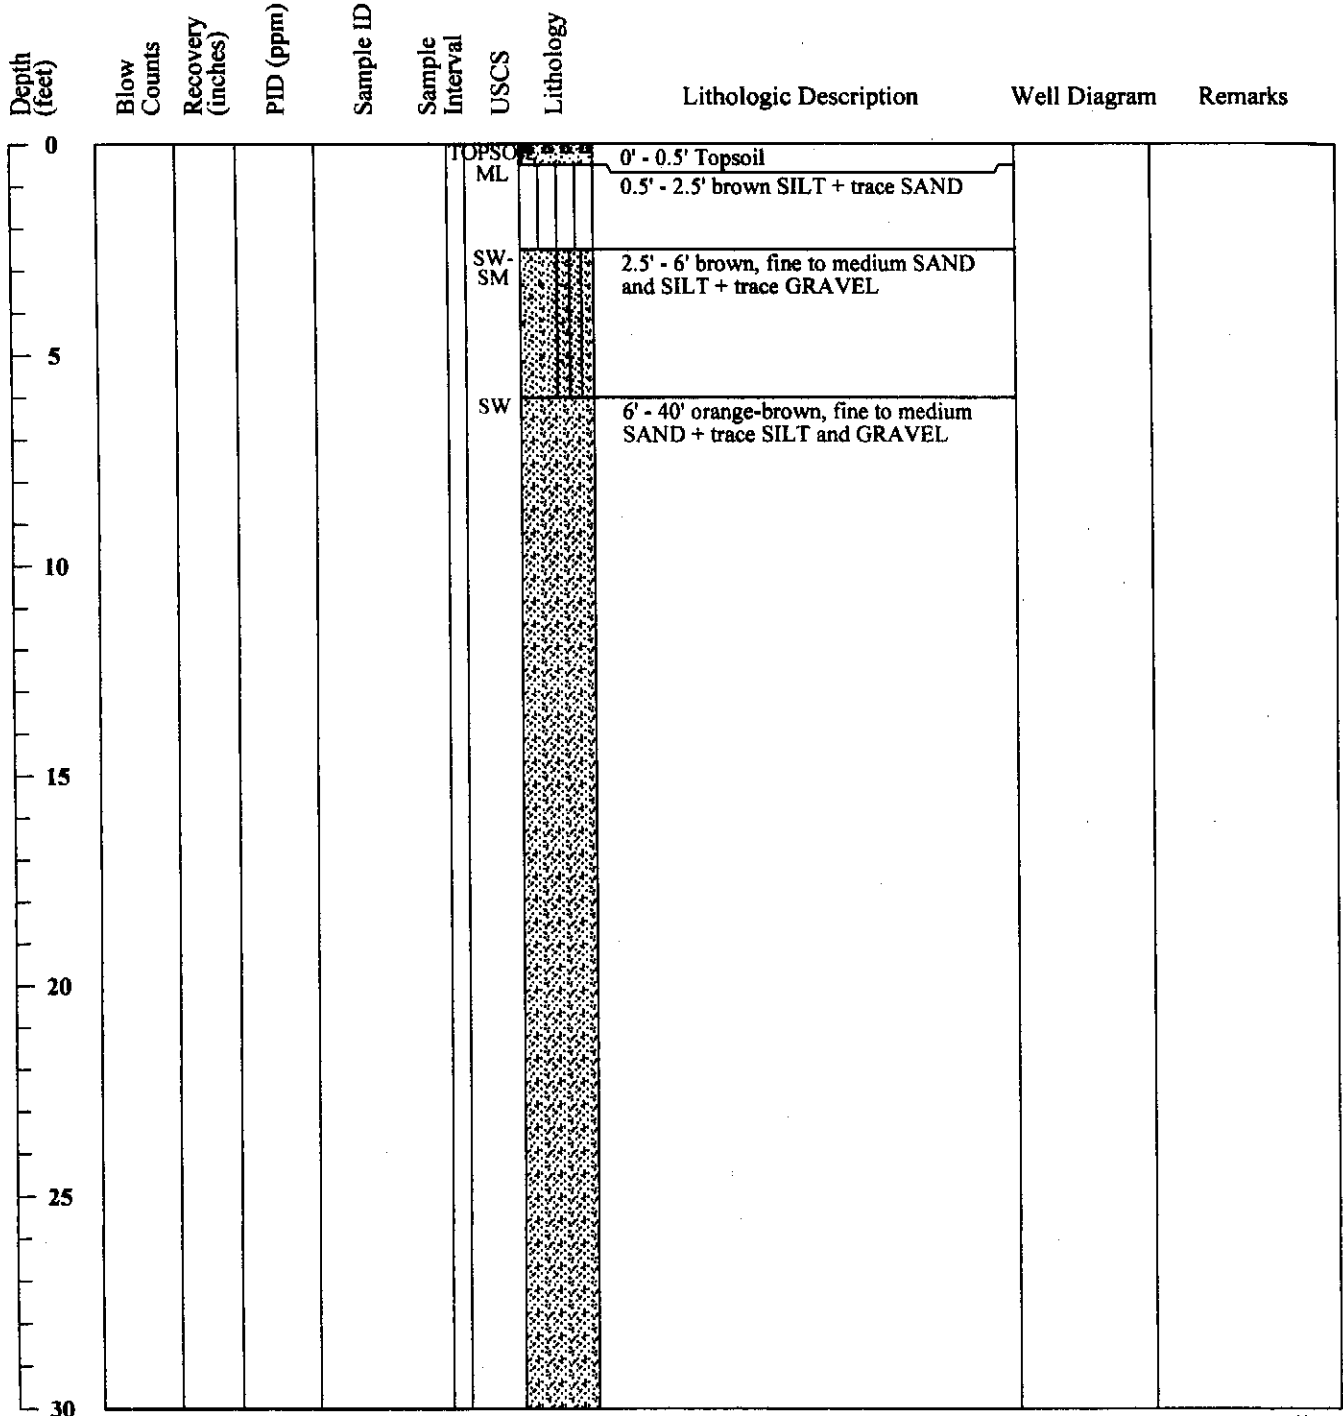 Depth
(feet)
Blow
Counts
Recovery
(inches)
PID (ppm)
Sample ID
Sample
Interval
USCS
Lithology
Lithologic Description
Well Diagram
Remarks
0
TOPSOIL
0' - 0.5' Topsoil
ML
0.5' - 2.5' brown SILT + trace SAND
SW-
SM
2.5' - 6' brown, fine to medium SAND
and SILT + trace GRAVEL
5
SW
6' - 40' orange-brown, fine to medium
SAND + trace SILT and GRAVEL
10
15
20
25
30